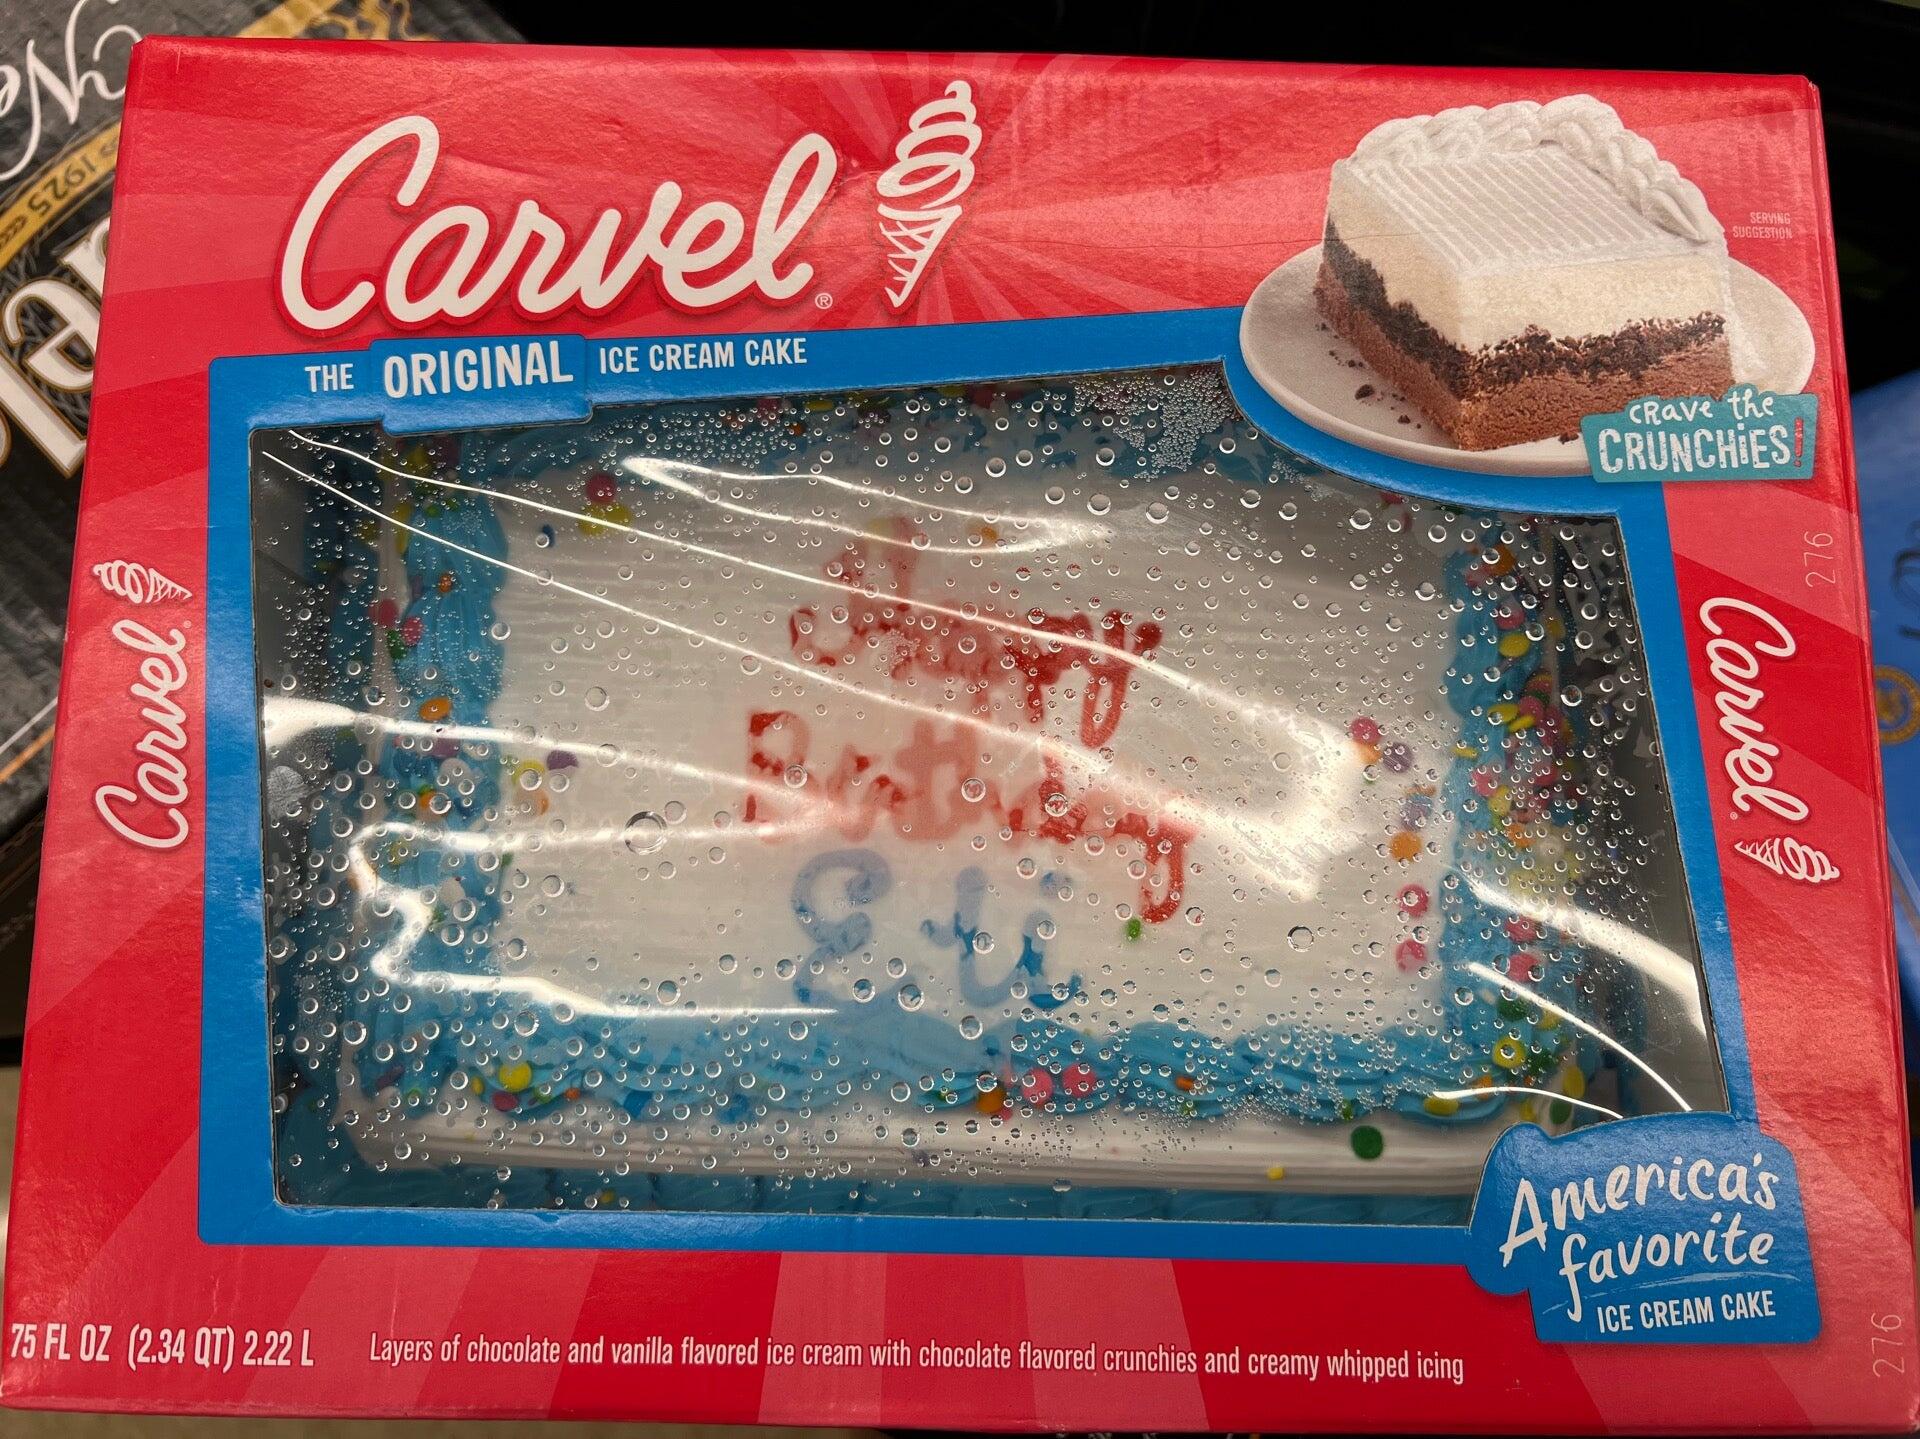 Carvel®
SERVING
SUGGESTION
THE ORIGINAL ICE CREAM CAKE
crave the
CRUNCHIES!
Happy
Birthday
Eli
Carvel
Carvel
276
America's
favorite
ICE CREAM CAKE
75 FL OZ (2.34 QT) 2.22 L
Layers of chocolate and vanilla flavored ice cream with chocolate flavored crunchies and creamy whipped icing
276
1925